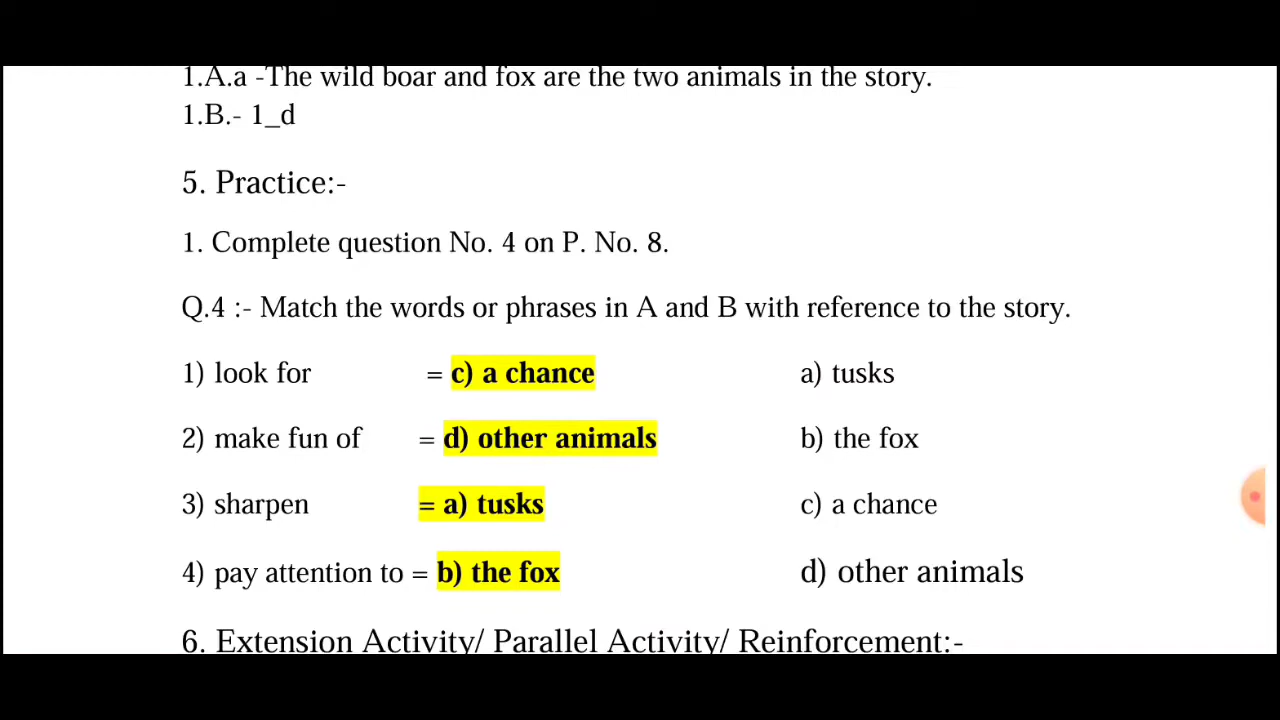 1.A.a -The wild boar and fox are the two animals in the story.
1.B.- 1_d
5. Practice:-
1. Complete question No. 4 on P. No. 8.
Q.4 :- Match the words or phrases in A and B with reference to the story.
1) look for = c) a chance a) tusks
2) make fun of = d) other animals b) the fox
3) sharpen = a) tusks c) a chance
4) pay attention to = b) the fox d) other animals
6. Extension Activity/ Parallel Activity/ Reinforcement:-